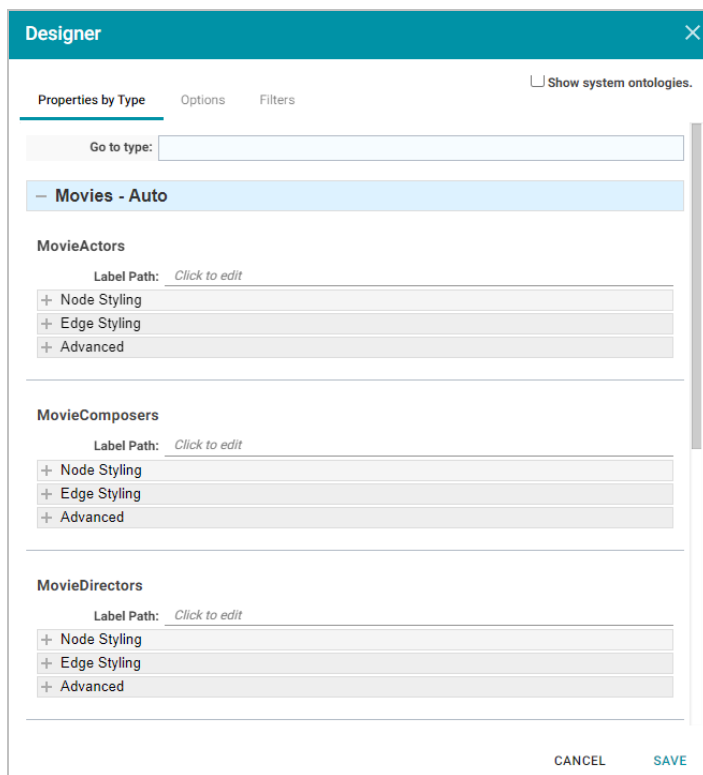 Designer
Show system ontologies.
Properties by Type Options Filters
Go to type:
Movies - Auto
MovieActors
Label Path: Click to edit
Node Styling
Edge Styling
Advanced
MovieComposers
Label Path: Click to edit
Node Styling
Edge Styling
Advanced
MovieDirectors
Label Path: Click to edit
Node Styling
Edge Styling
Advanced
CANCEL SAVE